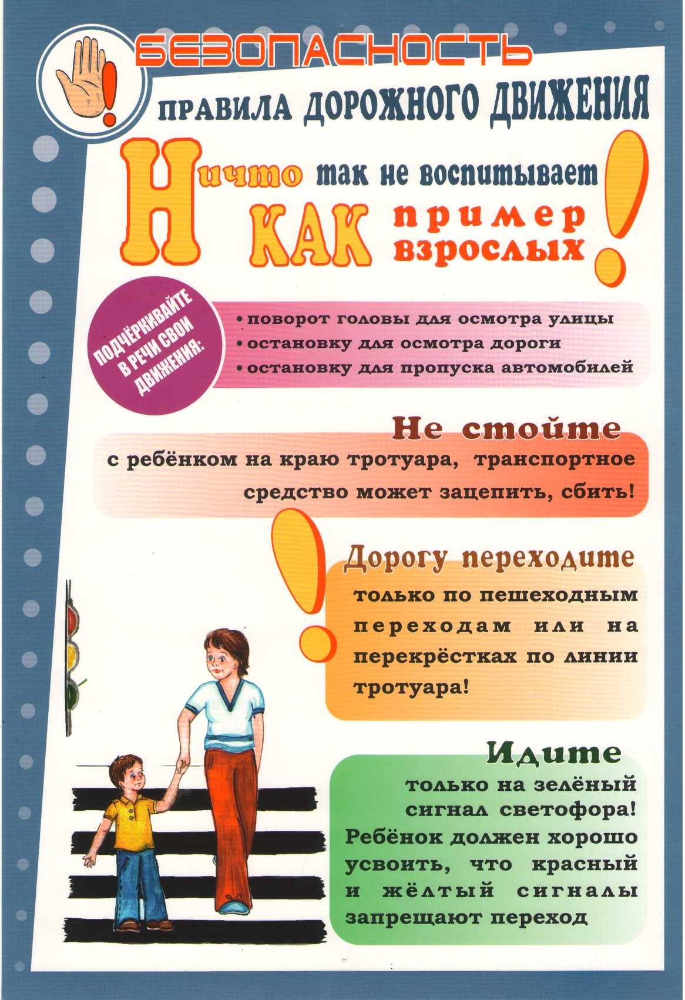 БЕЗОПАСНОСТЬ
ПРАВИЛА ДОРОЖНОГО ДВИЖЕНИЯ
Ничто так не воспитывает
КАК пример
взрослых !
ПОДЧЁРКИВАЙТЕ
В РЕЧИ СВОИ
ДВИЖЕНИЯ:
• поворот головы для осмотра улицы
• остановку для осмотра дороги
• остановку для пропуска автомобилей
Не стойте
с ребёнком на краю тротуара, транспортное
средство может зацепить, сбить!
Дорогу переходите
только по пешеходным
переходам или на
перекрёстках по линии
тротуара!
Идите
только на зелёный
сигнал светофора!
Ребёнок должен хорошо
усвоить, что красный
и жёлтый сигналы
запрещают переход